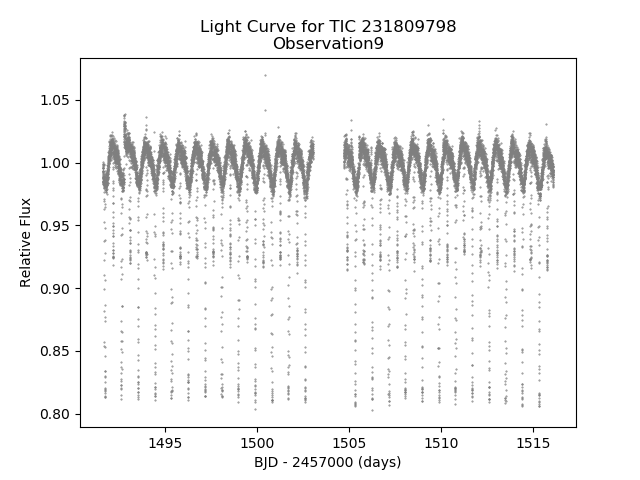 Light Curve for TIC 231809798
Observation9
1.05
1.00
0.95
0.90
0.85
0.80
Relative Flux
1495
1500
1505
1510
1515
BJD - 2457000 (days)